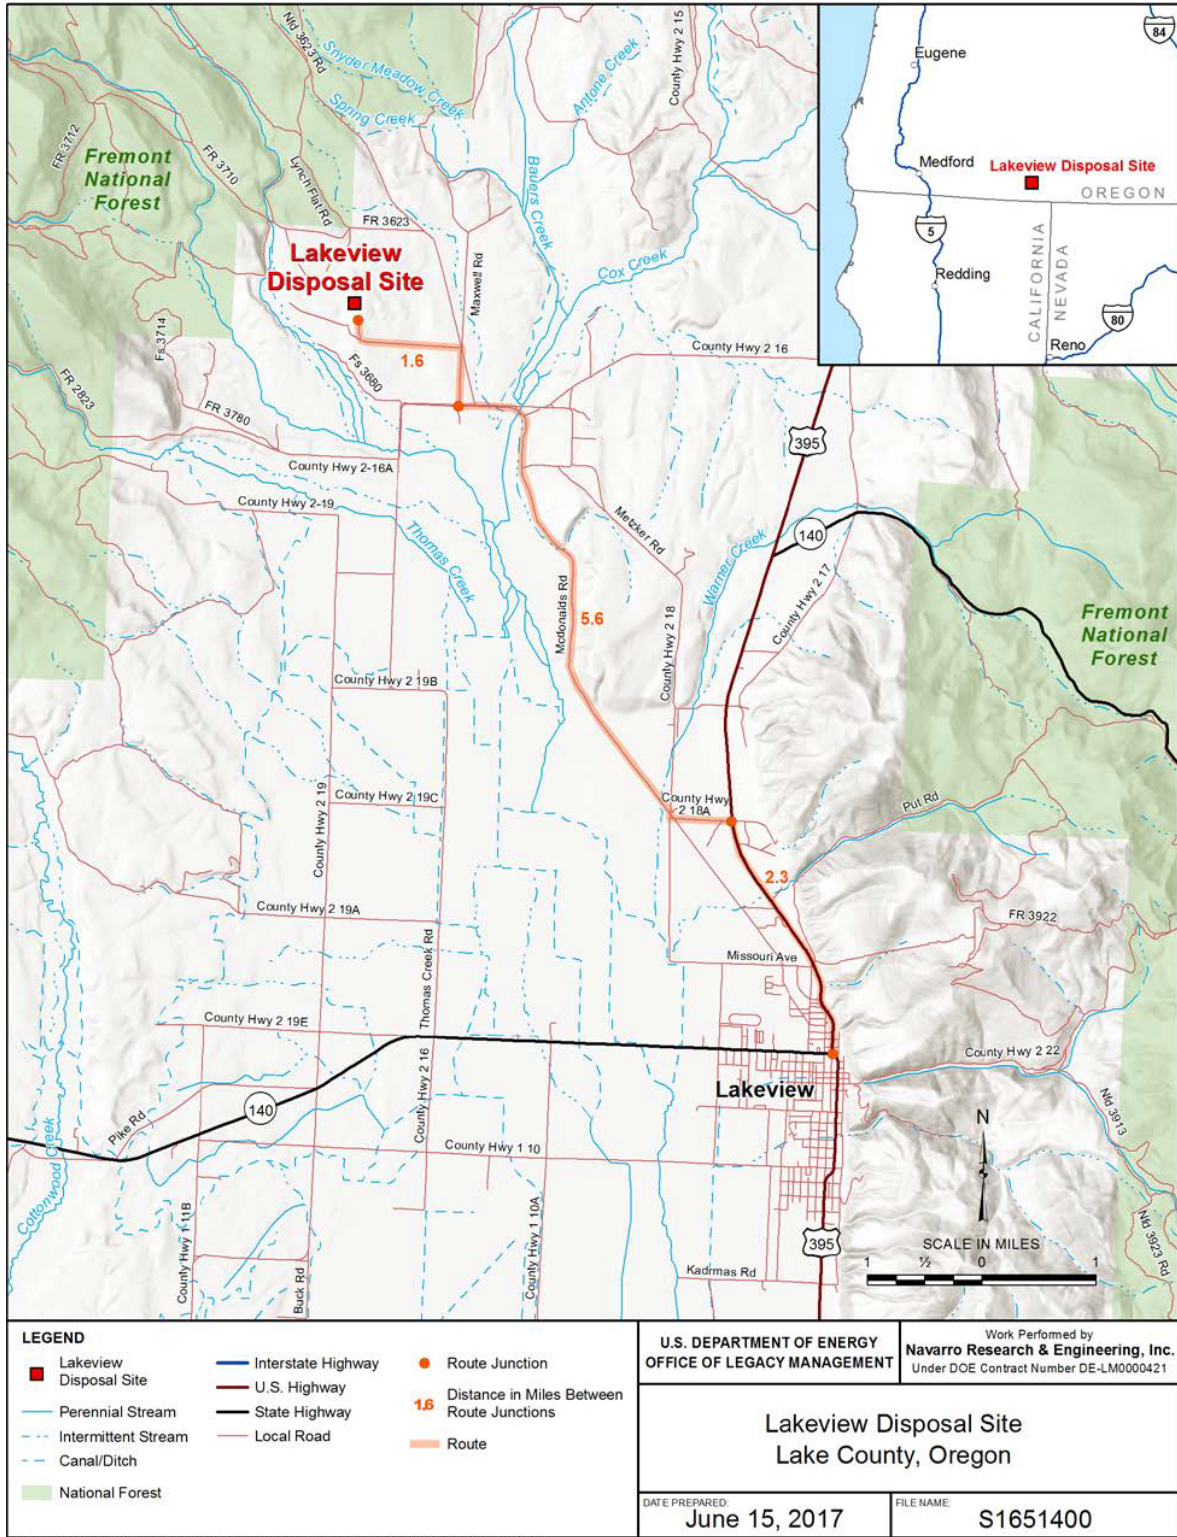 Nfd 3623 Rd
Snyder Meadow Creek
Spring Creek
Antone Creek
County Hwy 2 15
FR 3712
Fremont
National
Forest
FR 3710
Lynch Flat Rd
FR 3623
Bauers Creek
Cox Creek
Maxwell Rd
Lakeview
Disposal Site
1.6
Fs 3714
Fs 3680
FR 2823
FR 3780
County Hwy 2 16
County Hwy 2-16A
County Hwy 2-19
Thomas Creek
Metzker Rd
Warner Creek
395
140
County Hwy 2 17
Mcdonalds Rd
5.6
County Hwy 2 18
Fremont
National
Forest
County Hwy 2 19B
County Hwy 2 19
County Hwy 2 19C
County Hwy
2 18A
Put Rd
2.3
County Hwy 2 19A
FR 3922
Thomas Creek Rd
Missouri Ave
County Hwy 2 19E
County Hwy 2 16
County Hwy 2 22
Lakeview
Pike Rd
140
Nfd 3913
County Hwy 1 10
Cottonwood Creek
County Hwy 1 11B
Buck Rd
County Hwy 1 10A
Kadrmas Rd
395
Nfd 3923 Rd
N
SCALE IN MILES
1 ½ 0 1
84
Eugene
Medford
Lakeview Disposal Site
OREGON
5
CALIFORNIA
NEVADA
Redding
80
Reno
LEGEND
Lakeview
Disposal Site
Perennial Stream
Intermittent Stream
Canal/Ditch
National Forest
Interstate Highway
U.S. Highway
State Highway
Local Road
Route Junction
1.6 Distance in Miles Between
Route Junctions
Route
U.S. DEPARTMENT OF ENERGY
OFFICE OF LEGACY MANAGEMENT
Work Performed by
Navarro Research & Engineering, Inc.
Under DOE Contract Number DE-LM0000421
Lakeview Disposal Site
Lake County, Oregon
DATE PREPARED:
June 15, 2017
FILE NAME:
S1651400